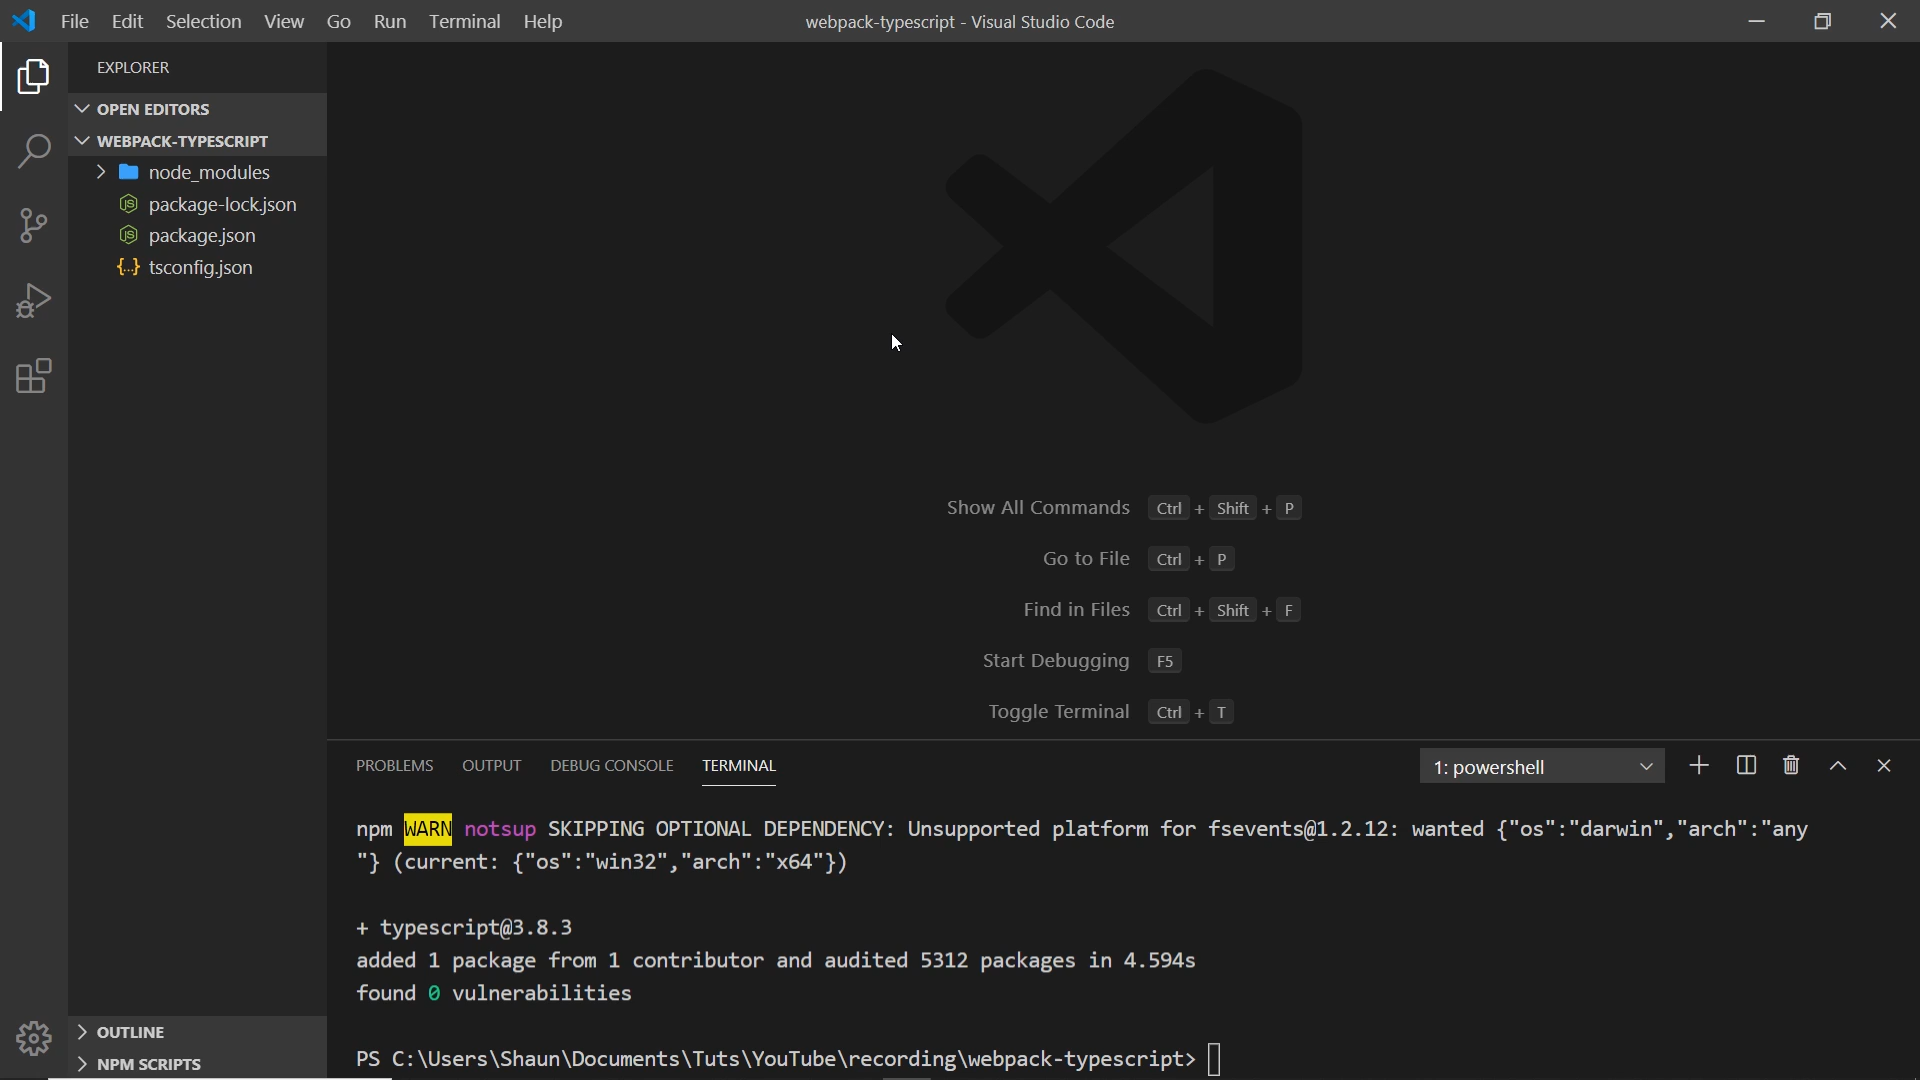 File Edit Selection View Go Run Terminal Help
webpack-typescript - Visual Studio Code
EXPLORER
OPEN EDITORS
WEBPACK-TYPESCRIPT
node_modules
package-lock.json
package.json
tsconfig.json
Show All Commands Ctrl + Shift + P
Go to File Ctrl + P
Find in Files Ctrl + Shift + F
Start Debugging F5
Toggle Terminal Ctrl + T
PROBLEMS OUTPUT DEBUG CONSOLE TERMINAL
1: powershell
npm WARN notsup SKIPPING OPTIONAL DEPENDENCY: Unsupported platform for fsevents@1.2.12: wanted {"os":"darwin","arch":"any
"} (current: {"os":"win32","arch":"x64"})
+ typescript@3.8.3
added 1 package from 1 contributor and audited 5312 packages in 4.594s
found 0 vulnerabilities
PS C:\Users\Shaun\Documents\Tuts\YouTube\recording\webpack-typescript>
OUTLINE
NPM SCRIPTS